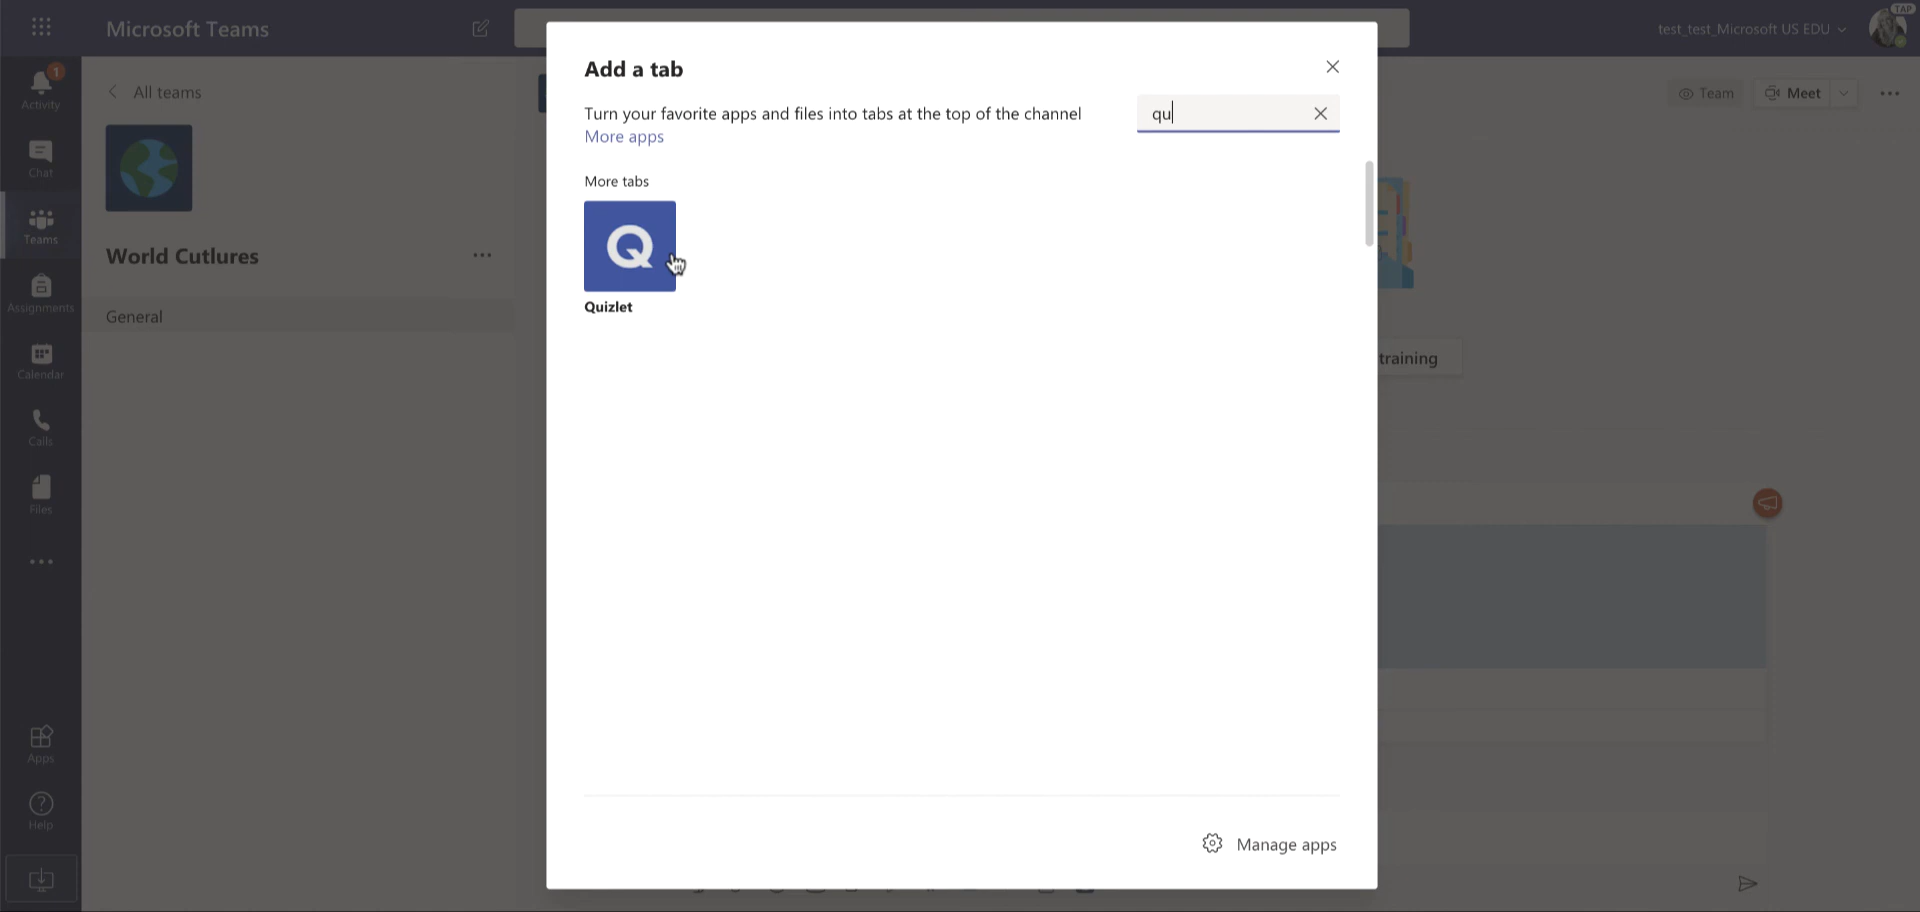 Microsoft Teams
test_test_Microsoft US EDU
TAP
1
Activity
Chat
Teams
Assignments
Calendar
Calls
Files
Apps
Help
All teams
World Cutlures
General
Team
Meet
training
Add a tab
Turn your favorite apps and files into tabs at the top of the channel
More apps
qu
More tabs
Q
Quizlet
Manage apps